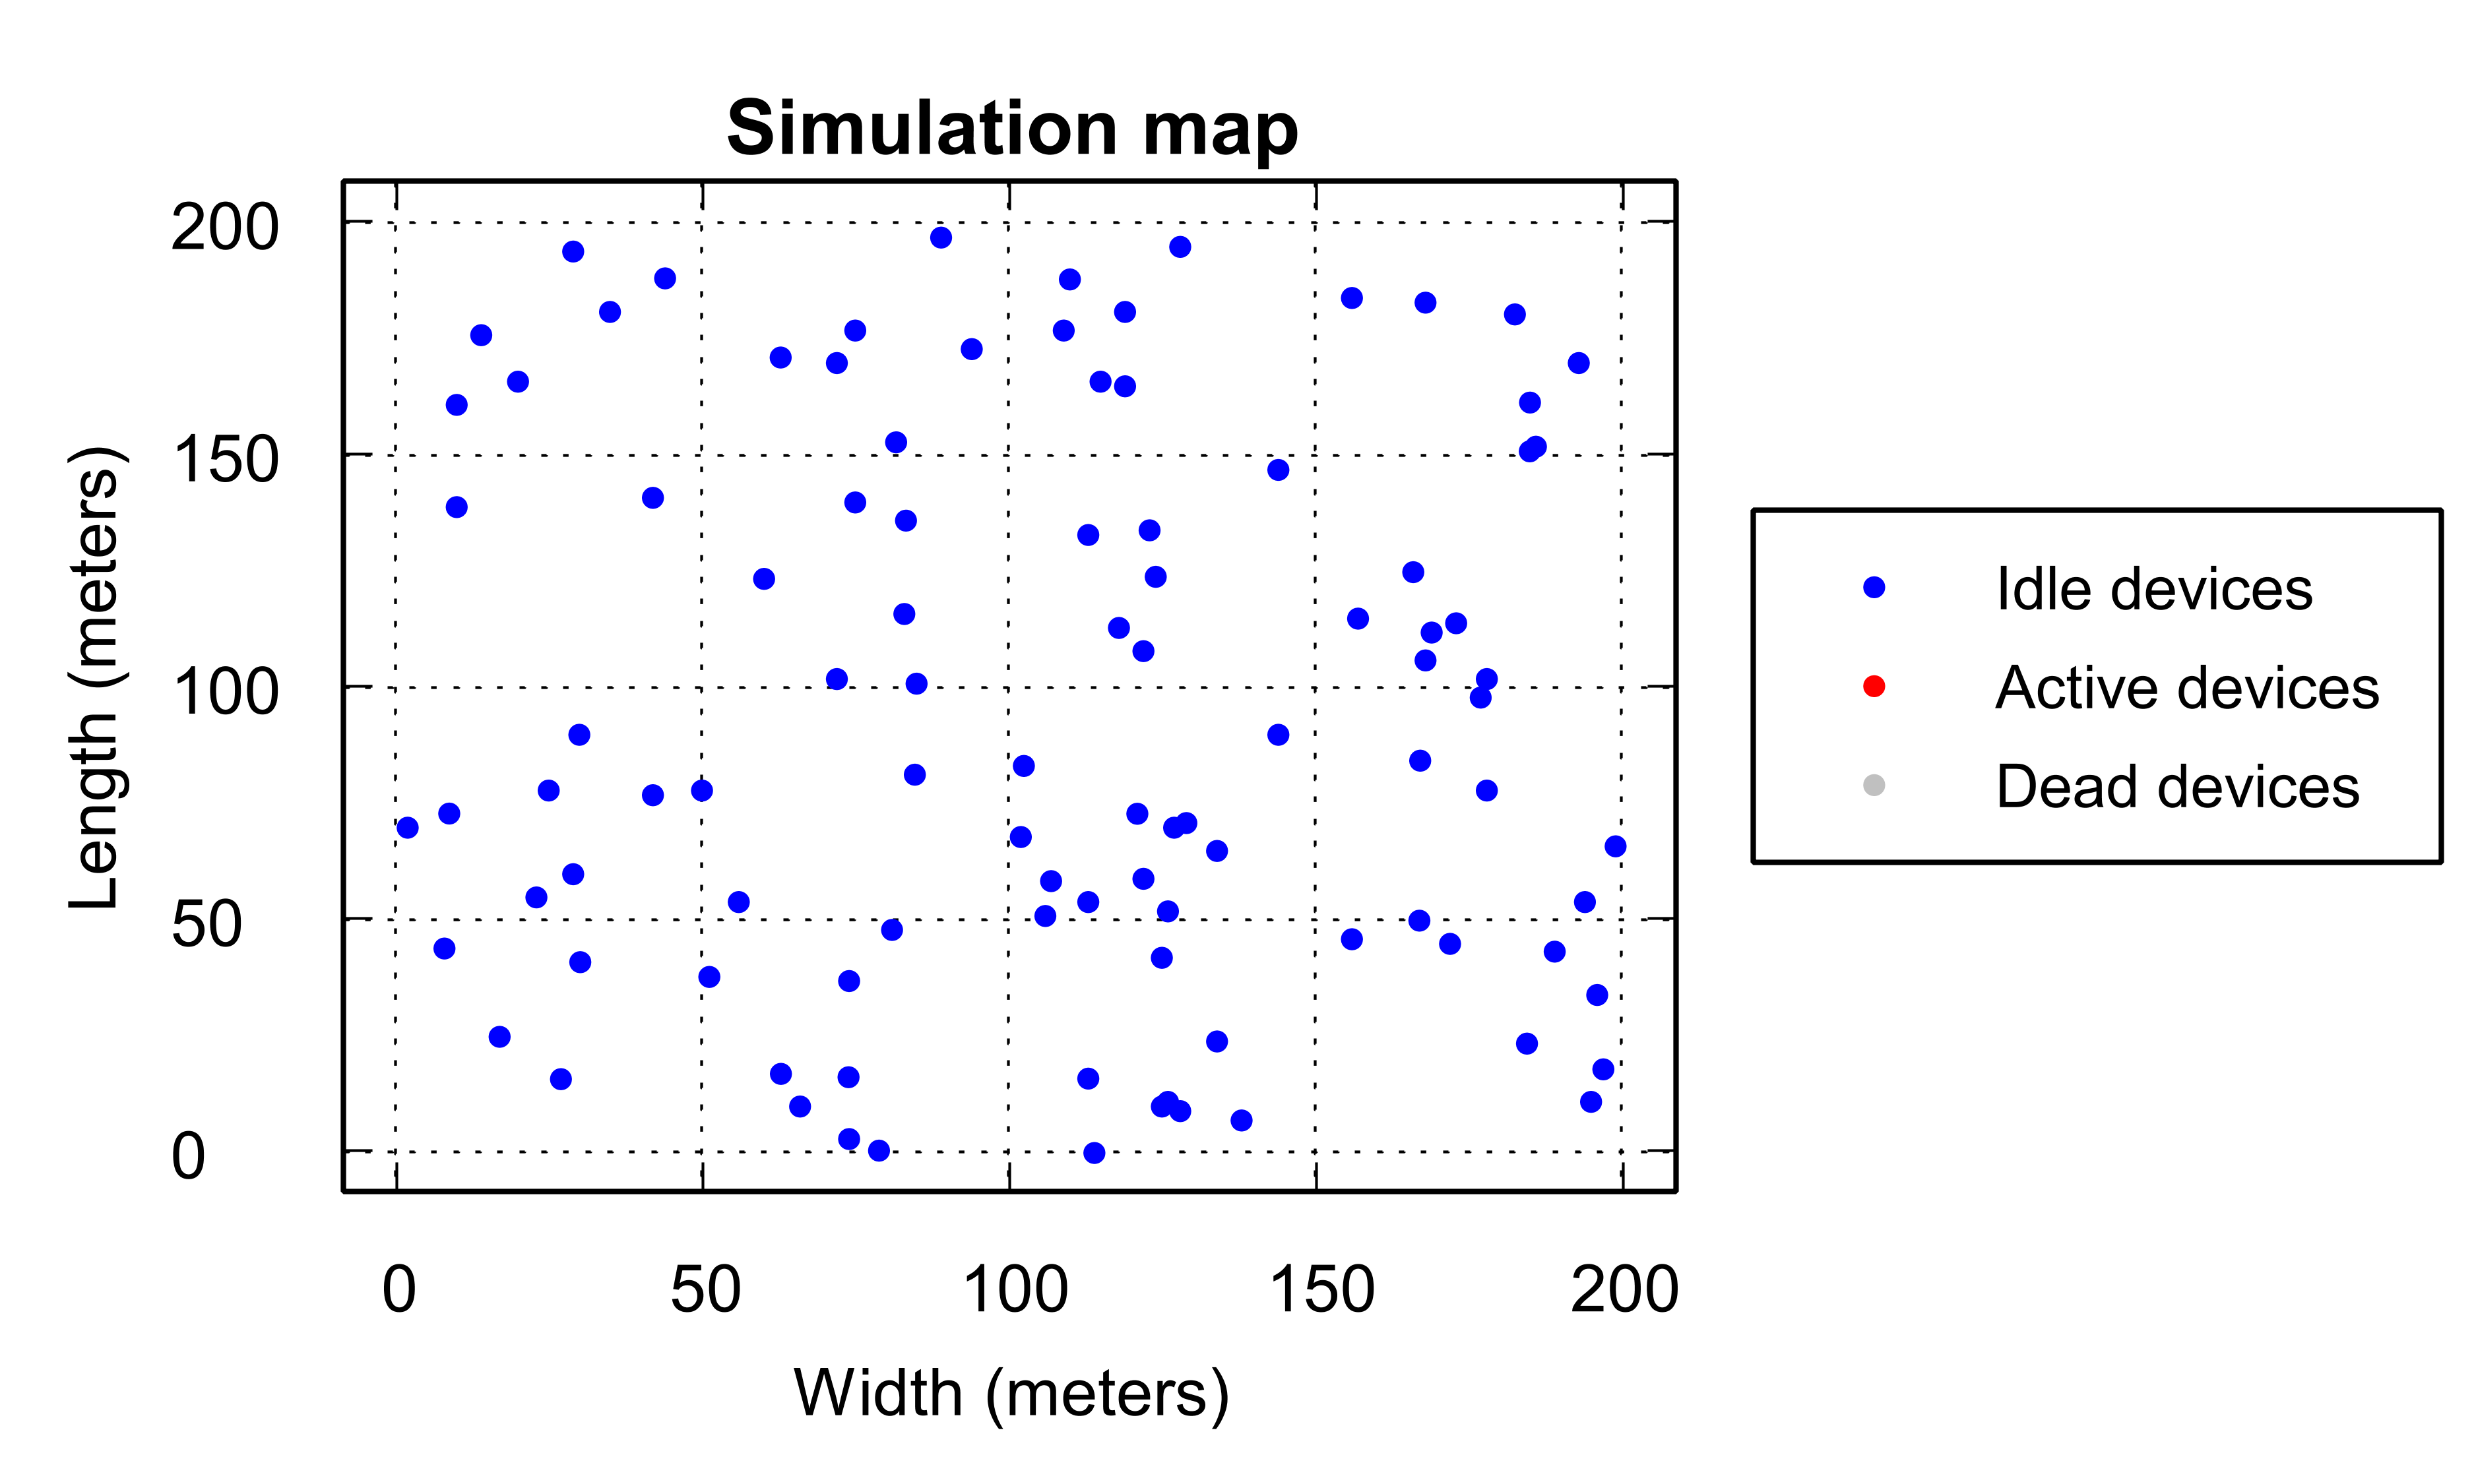 Simulation map
200
150
100
50
0
Length (meters)
0 50 100 150 200
Width (meters)
Idle devices
Active devices
Dead devices